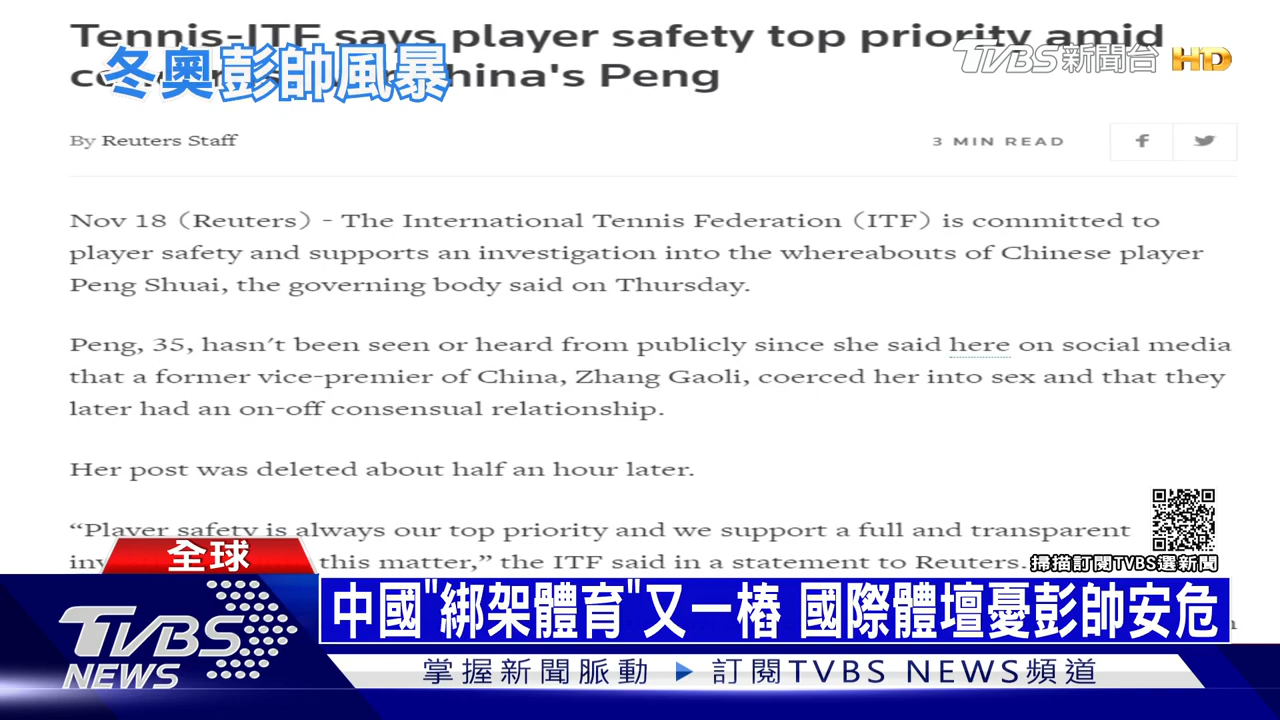 Tennis-ITF says player safety top priority amid
China's Peng
冬奧彭帥風暴
TVBS新聞台 HD
By Reuters Staff
3 MIN READ
Nov 18 (Reuters) - The International Tennis Federation (ITF) is committed to
player safety and supports an investigation into the whereabouts of Chinese player
Peng Shuai, the governing body said on Thursday.
Peng, 35, hasn't been seen or heard from publicly since she said here on social media
that a former vice-premier of China, Zhang Gaoli, coerced her into sex and that they
later had an on-off consensual relationship.
Her post was deleted about half an hour later.
“Player safety is always our top priority and we support a full and transparent
this matter,” the ITF said in a statement to Reuters.
掃描訂閱TVBS選新聞
全球
中國"綁架體育"又一樁 國際體壇憂彭帥安危
TVBS
NEWS
掌握新聞脈動 ▶ 訂閱TVBS NEWS頻道